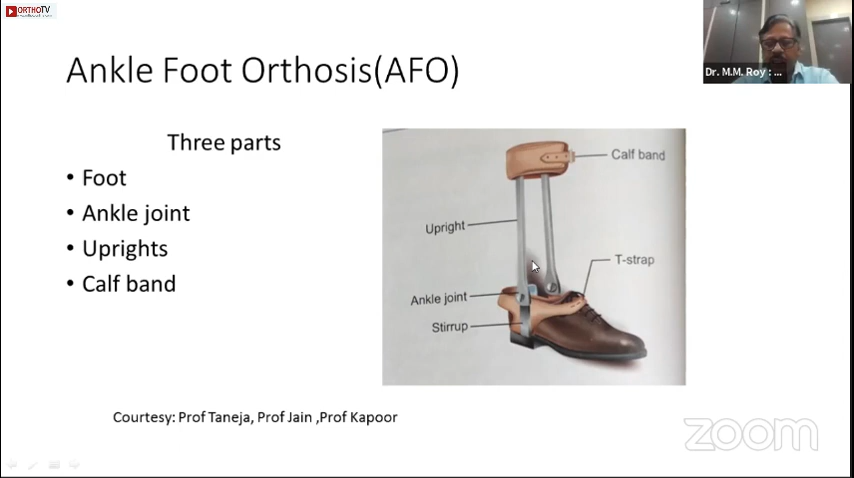 ORTHOTV
Ankle Foot Orthosis(AFO)
Dr. M.M. Roy : ...
Three parts
• Foot
• Ankle joint
• Uprights
• Calf band
Calf band
Upright
T-strap
Ankle joint
Stirrup
Courtesy: Prof Taneja, Prof Jain ,Prof Kapoor
zoom